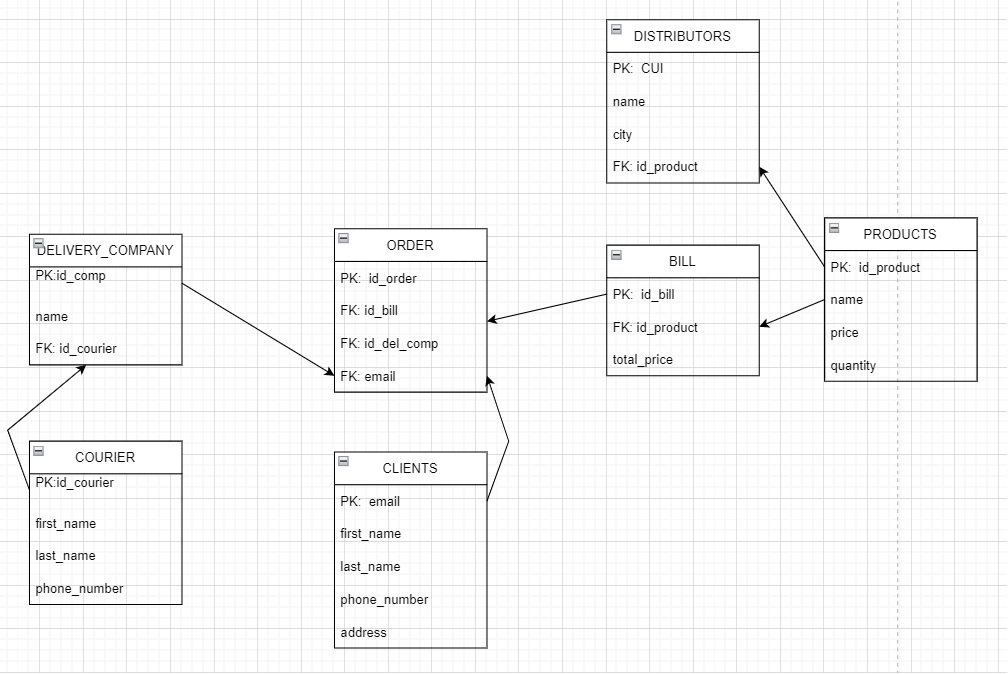 DISTRIBUTORS
PK: CUI
name
city
FK: id_product
DELIVERY_COMPANY
PK:id_comp
name
FK: id_courier
ORDER
PK: id_order
FK: id_bill
FK: id_del_comp
FK: email
BILL
PK: id_bill
FK: id_product
total_price
PRODUCTS
PK: id_product
name
price
quantity
COURIER
PK:id_courier
first_name
last_name
phone_number
CLIENTS
PK: email
first_name
last_name
phone_number
address